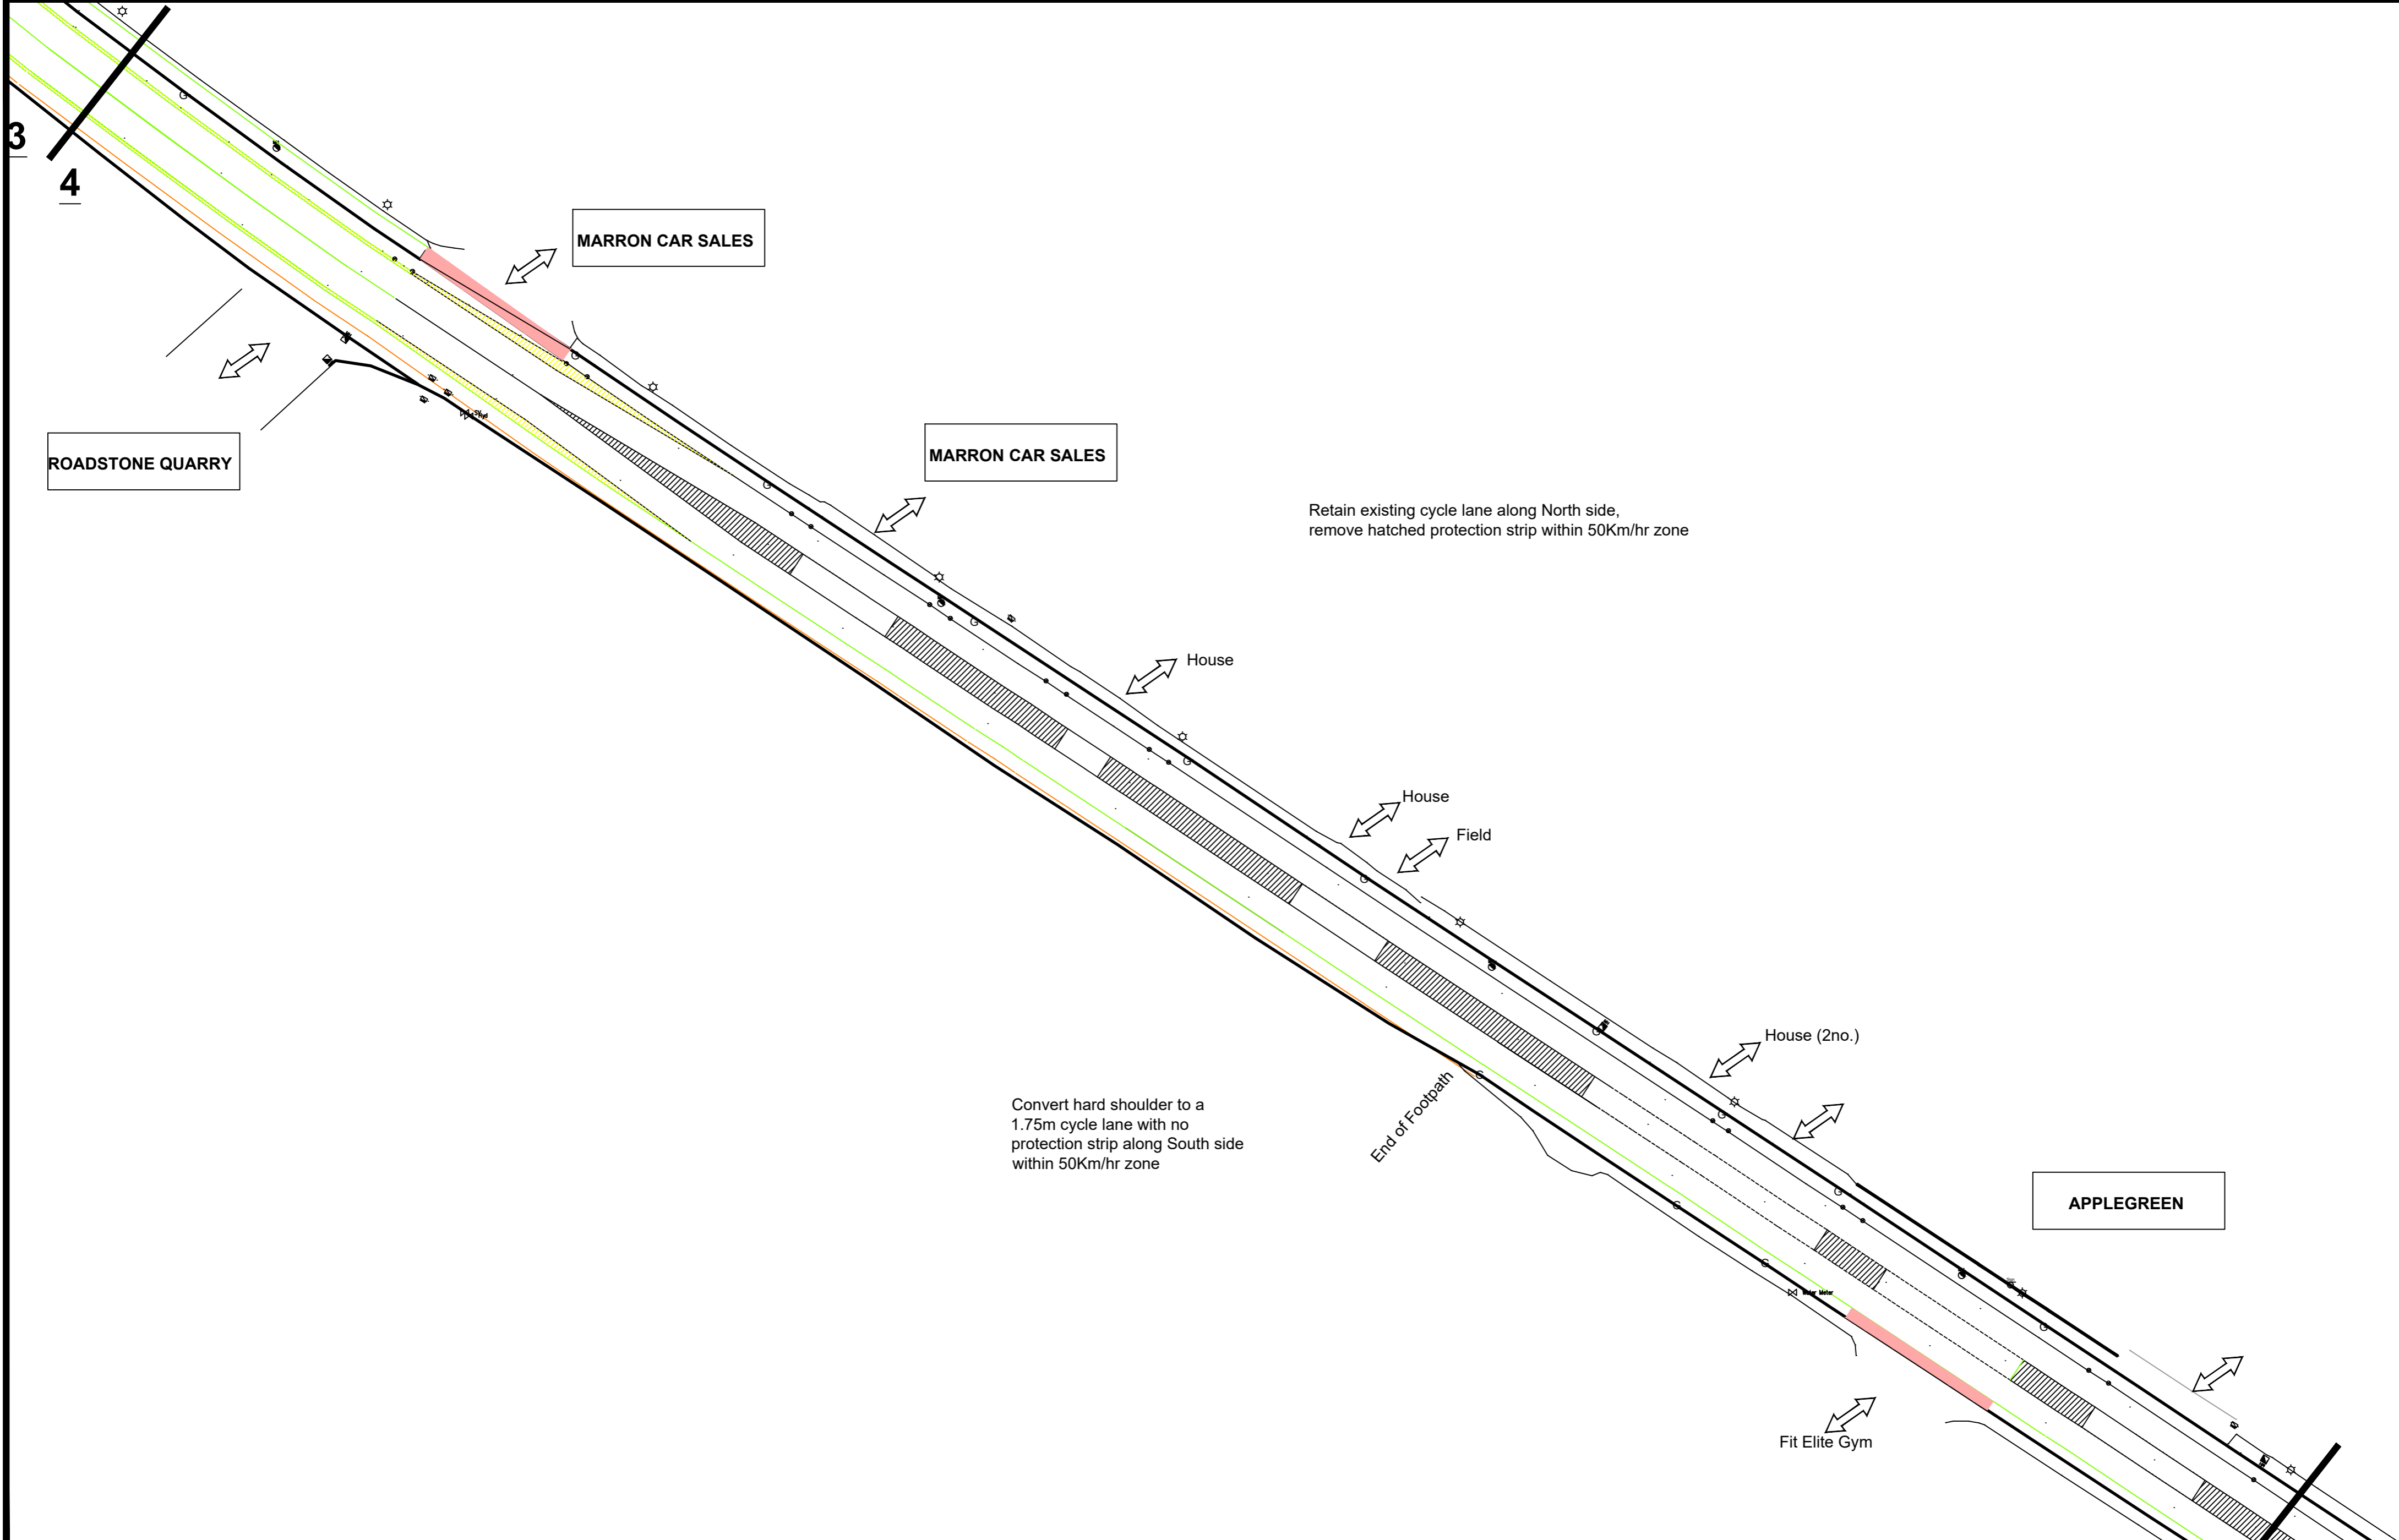 3
4
MARRON CAR SALES
ROADSTONE QUARRY
MARRON CAR SALES
Retain existing cycle lane along North side,
remove hatched protection strip within 50Km/hr zone
House
House
Field
House (2no.)
End of Footpath
Convert hard shoulder to a
1.75m cycle lane with no
protection strip along South side
within 50Km/hr zone
APPLEGREEN
Water Meter
Fit Elite Gym